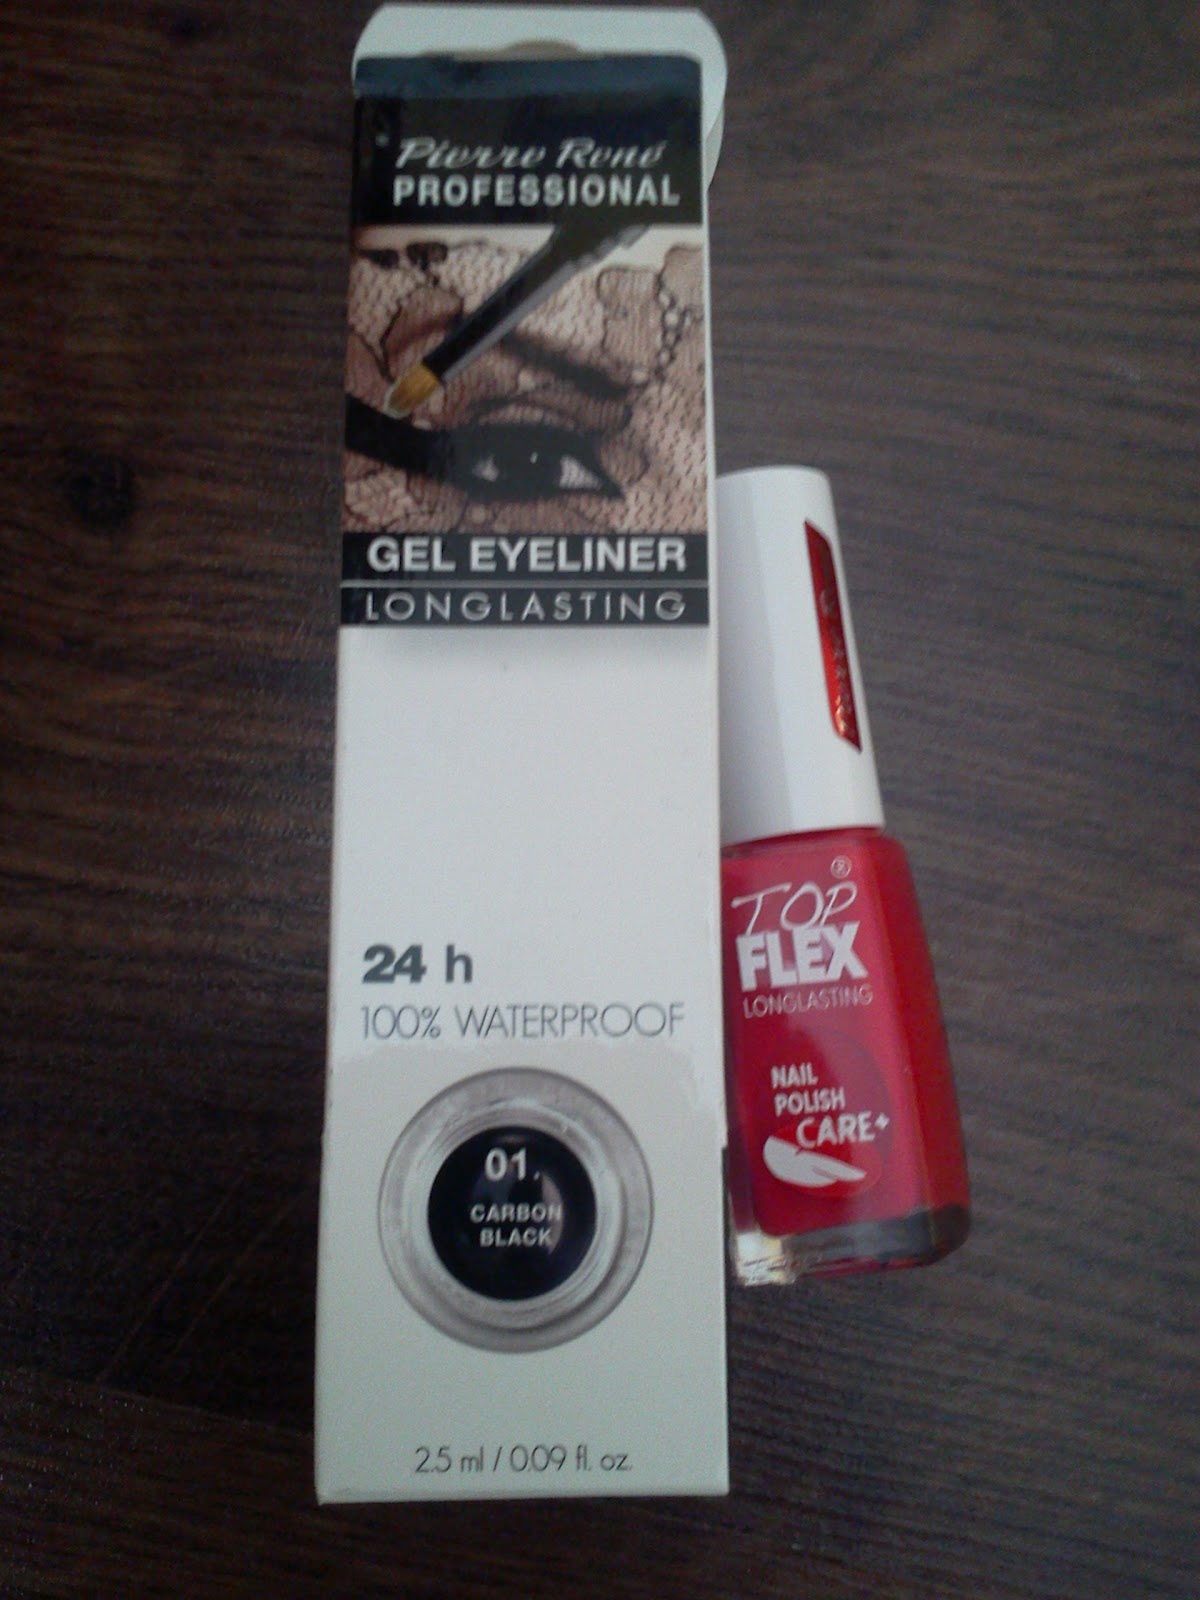 Pierre René
PROFESSIONAL
GEL EYELINER
LONGLASTING
24 h
100% WATERPROOF
01.
CARBON
BLACK
2.5 ml / 0.09 fl. oz.
TOP®
FLEX
LONGLASTING
NAIL
POLISH
CARE+